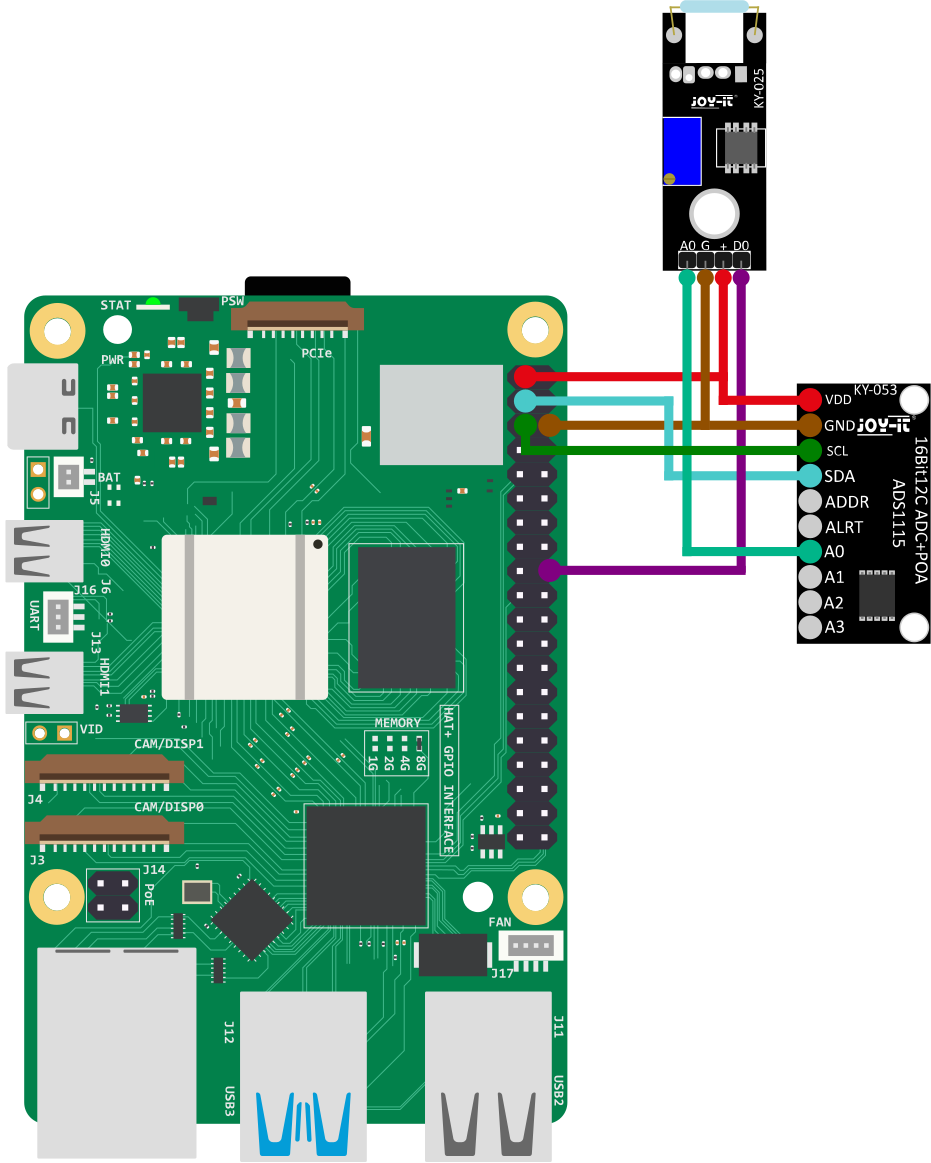 JOY-IT
KY-025
A0 G + D0
STAT
PSW
PCIe
PWR
BAT
J5
HDMI0
J6
J16
UART
J13
HDMI1
VID
CAM/DISP1
J4
CAM/DISP0
J3
J14
PoE
MEMORY
1G
2G
4G
8G
HAT+ GPIO INTERFACE
FAN
J17
J12
USB3
J11
USB2
KY-053
JOY-IT
VDD
GND
SCL
SDA
ADDR
ALRT
A0
A1
A2
A3
16Bit12C ADC+POA
ADS1115